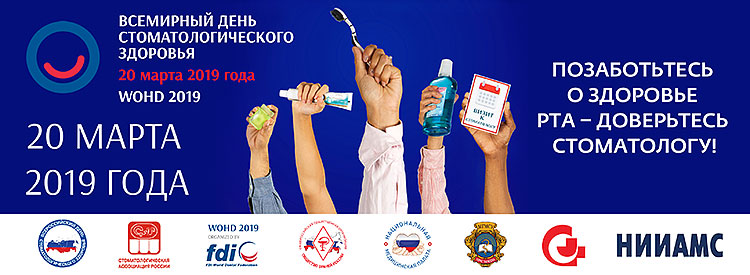 ВСЕМИРНЫЙ ДЕНЬ
СТОМАТОЛОГИЧЕСКОГО
ЗДОРОВЬЯ
20 марта 2019 года
WOHD 2019
20 МАРТА
2019 ГОДА
ВИЗИТ
К
СТОМАТОЛОГУ
ПОЗАБОТЬТЕСЬ
О ЗДОРОВЬЕ
РТА – ДОВЕРЬТЕСЬ
СТОМАТОЛОГУ!
СТОМАТОЛОГИЧЕСКАЯ
АССОЦИАЦИЯ РОССИИ
WOHD 2019
ORGANIZED BY
fdi
FDI World Dental Federation
НАЦИОНАЛЬНАЯ
МЕДИЦИНСКАЯ ПАЛАТА
НИИАМС